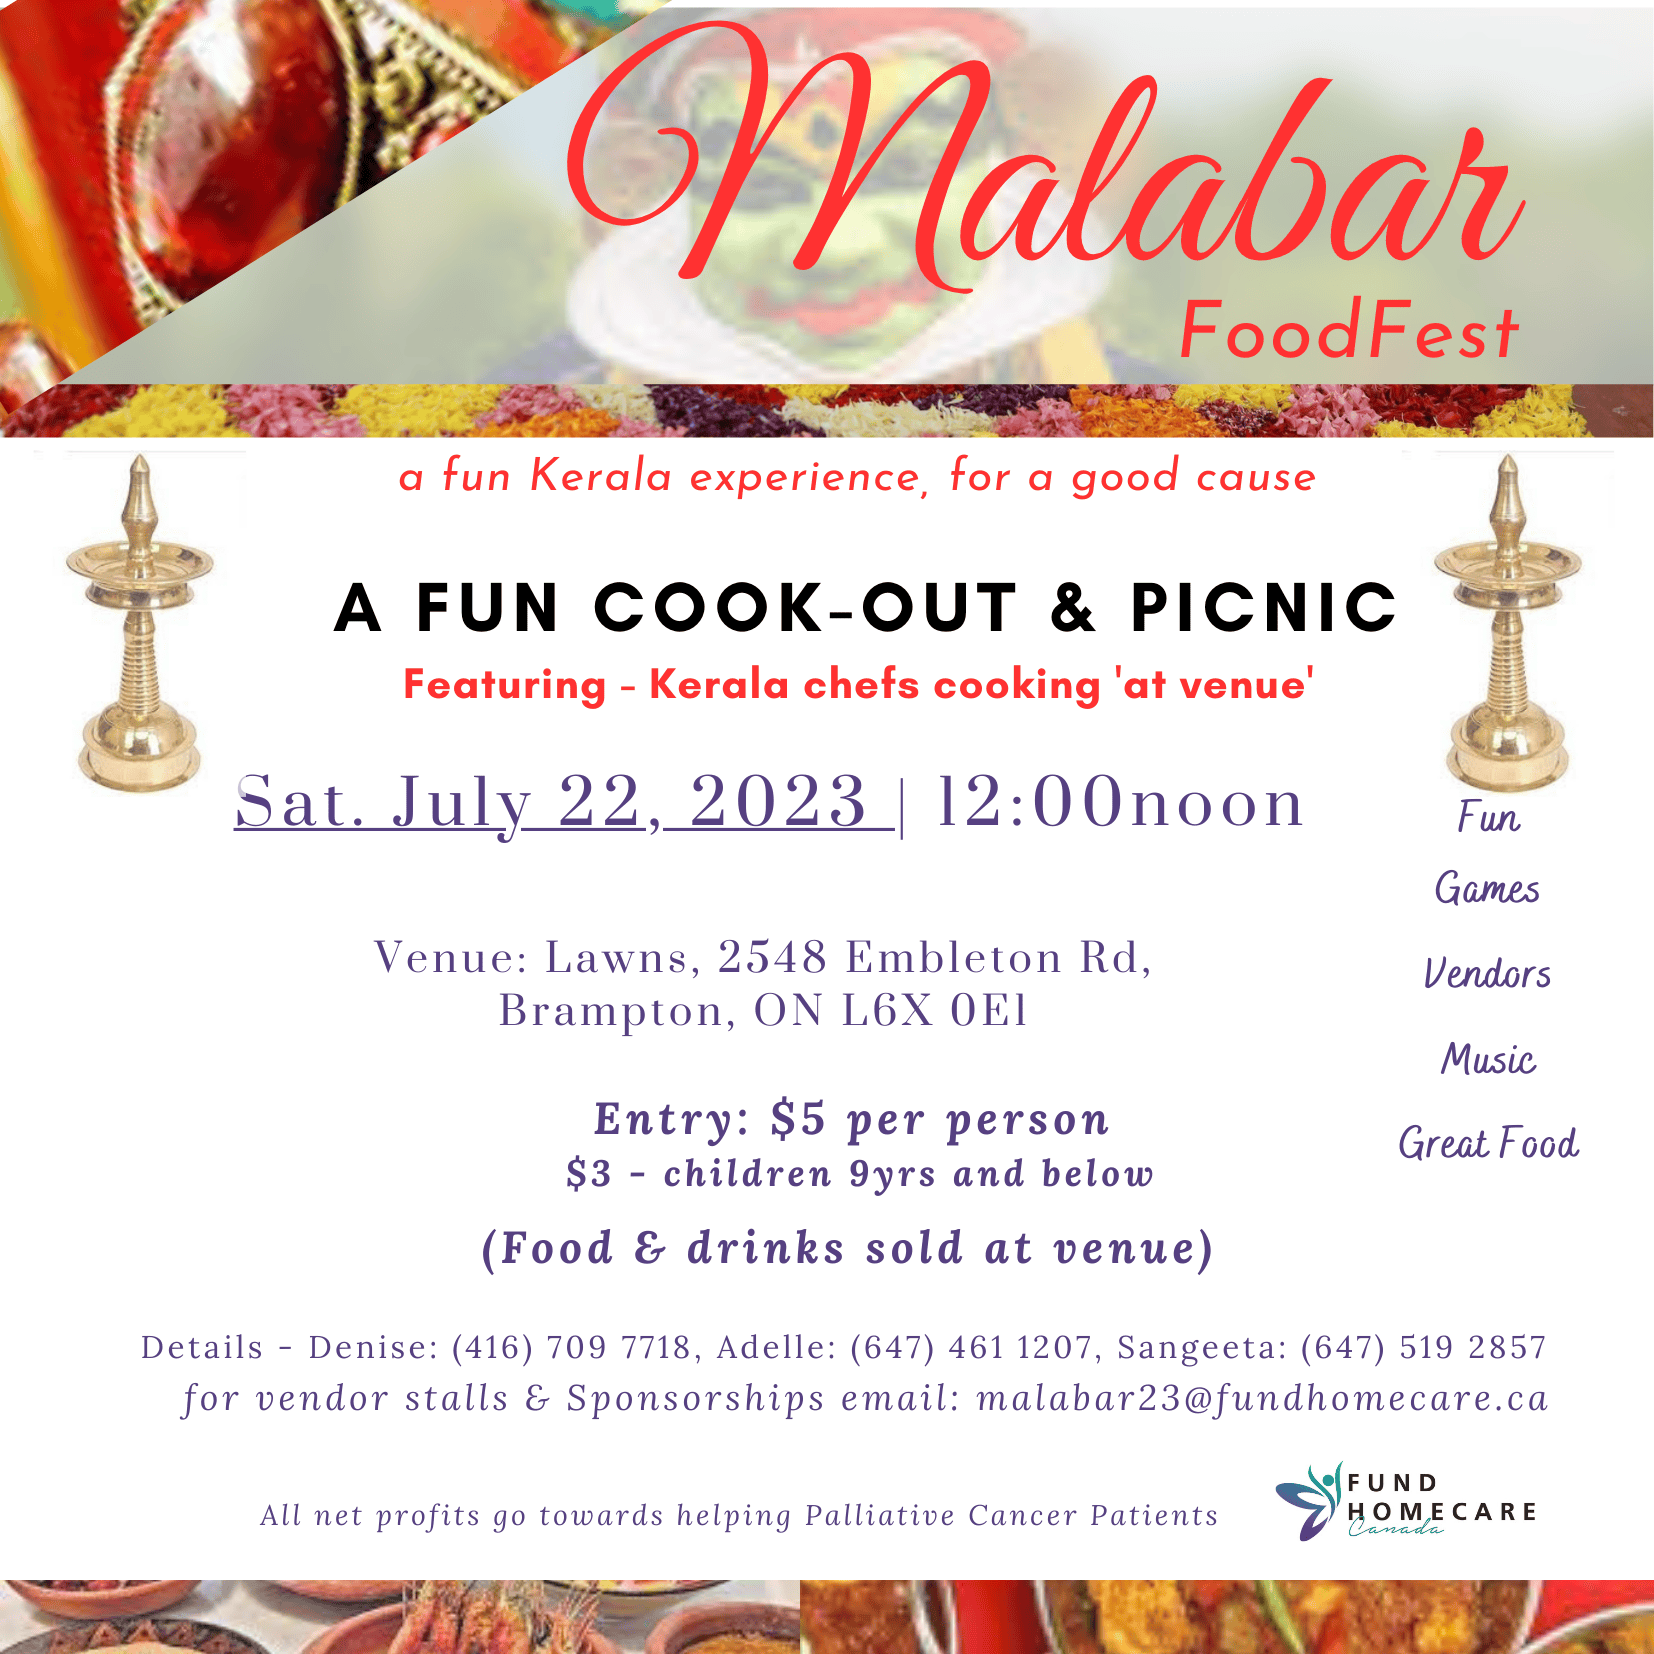 Malabar
FoodFest
a fun Kerala experience, for a good cause
A FUN COOK-OUT & PICNIC
Featuring - Kerala chefs cooking 'at venue'
Sat. July 22, 2023 | 12:00noon
Fun
Games
Vendors
Music
Great Food
Venue: Lawns, 2548 Embleton Rd,
Brampton, ON L6X 0E1
Entry: $5 per person
$3 - children 9yrs and below
(Food & drinks sold at venue)
Details - Denise: (416) 709 7718, Adelle: (647) 461 1207, Sangeeta: (647) 519 2857
for vendor stalls & Sponsorships email: malabar23@fundhomecare.ca
All net profits go towards helping Palliative Cancer Patients
FUND
HOMECARE
Canada